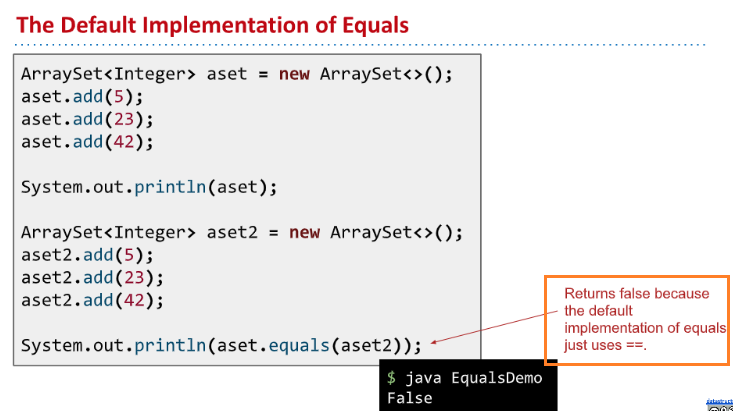 The Default Implementation of Equals
ArraySet<Integer> aset = new ArraySet<>();
aset.add(5);
aset.add(23);
aset.add(42);
System.out.println(aset);
ArraySet<Integer> aset2 = new ArraySet<>();
aset2.add(5);
aset2.add(23);
aset2.add(42);
System.out.println(aset.equals(aset2));
Returns false because
the default
implementation of equals
just uses ==.
$ java EqualsDemo
False